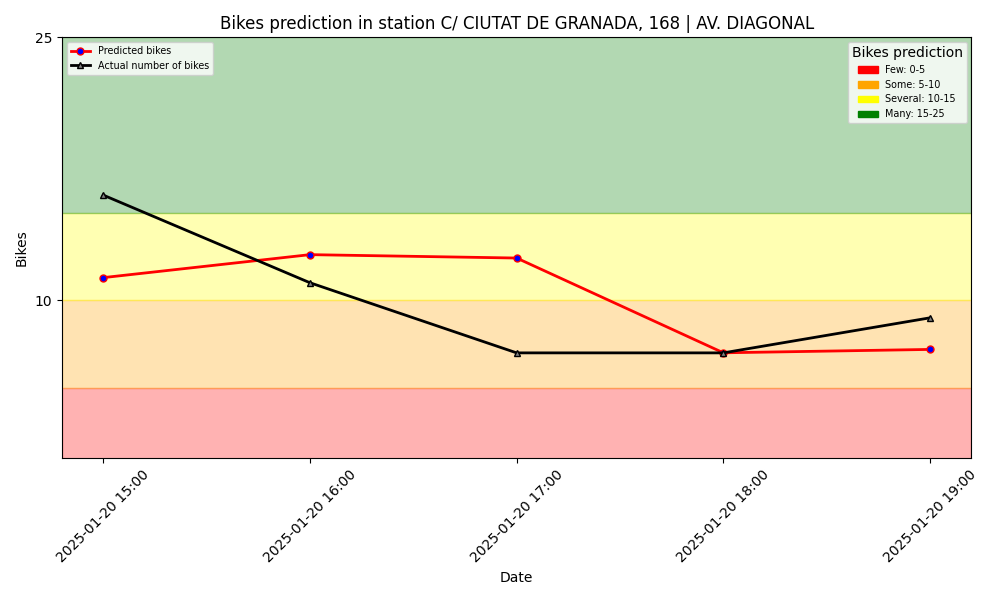 Bikes prediction in station C/ CIUTAT DE GRANADA, 168 | AV. DIAGONAL
25
Predicted bikes
Actual number of bikes
Bikes prediction
Few: 0-5
Some: 5-10
Several: 10-15
Many: 15-25
Bikes
10
2025-01-20 15:00
2025-01-20 16:00
2025-01-20 17:00
2025-01-20 18:00
2025-01-20 19:00
Date